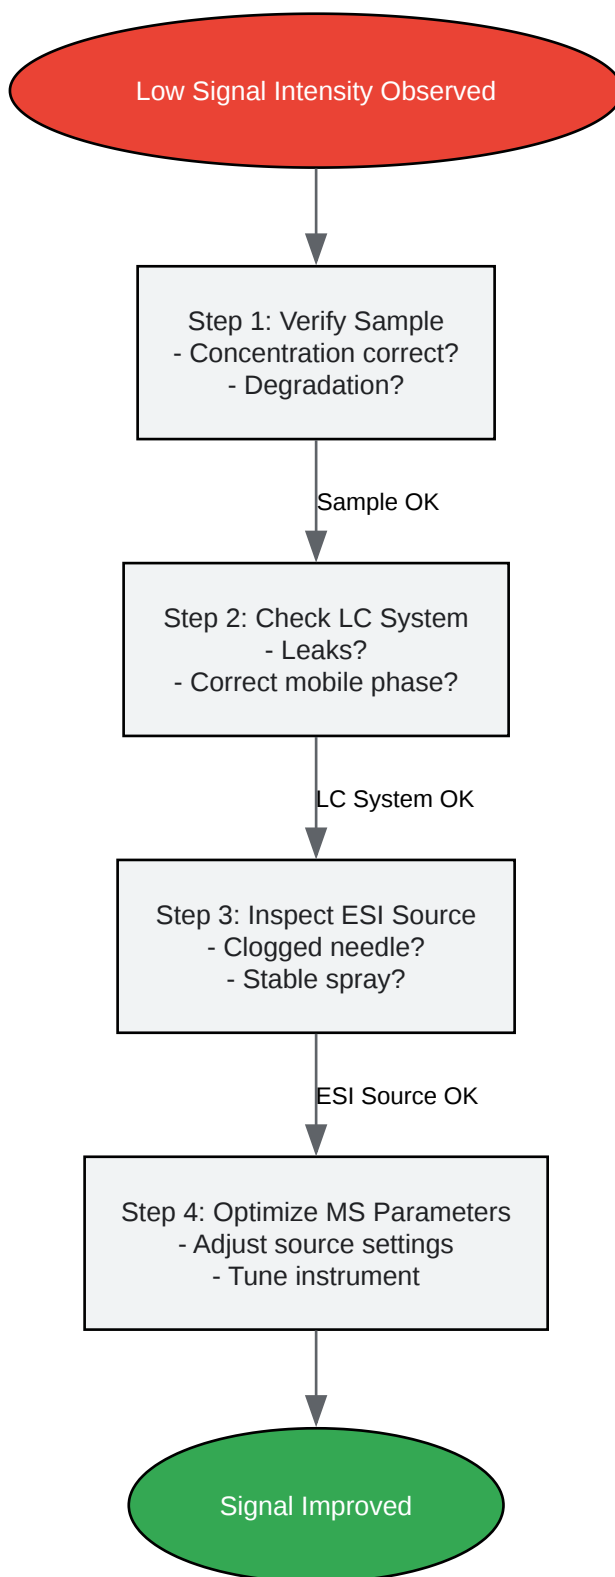 Low Signal Intensity Observed
Step 1: Verify Sample
- Concentration correct?
- Degradation?
Sample OK
Step 2: Check LC System
- Leaks?
- Correct mobile phase?
LC System OK
Step 3: Inspect ESI Source
- Clogged needle?
- Stable spray?
ESI Source OK
Step 4: Optimize MS Parameters
- Adjust source settings
- Tune instrument
Signal Improved